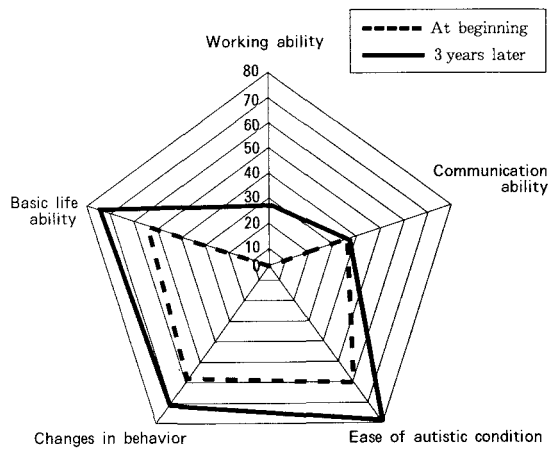 At beginning
3 years later
Working ability
80
70
60
50
40
30
20
10
0
Communication
ability
Basic life
ability
Changes in behavior
Ease of autistic condition